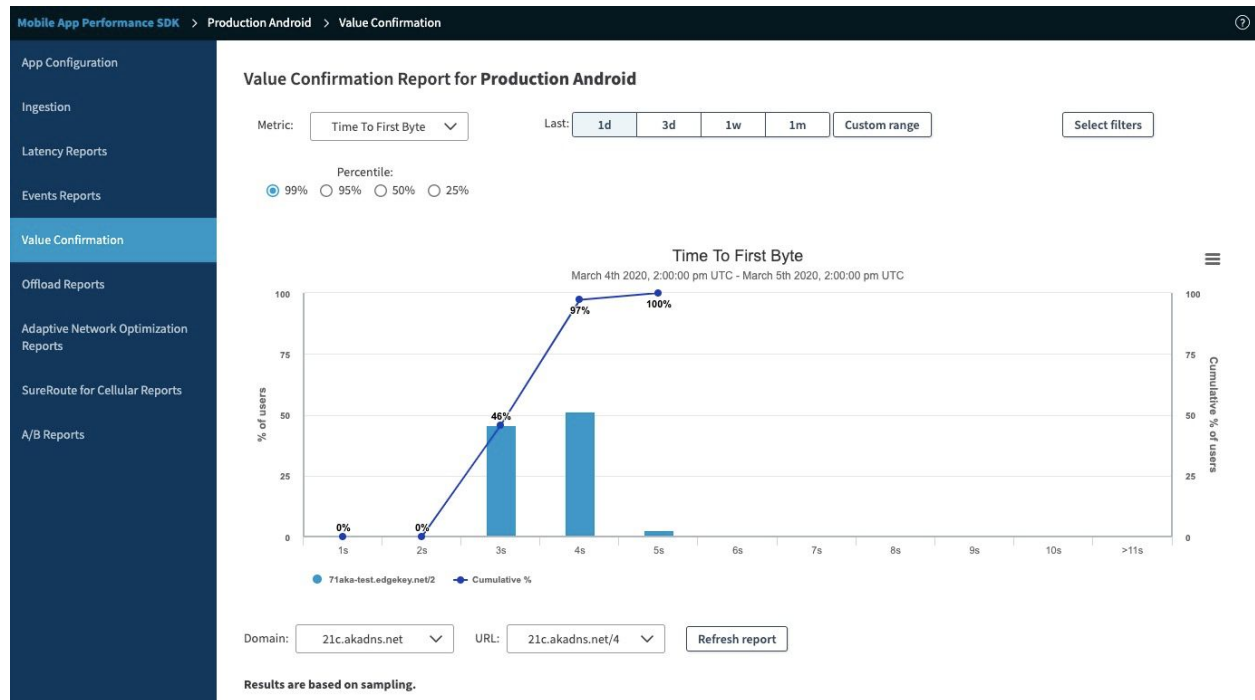 Mobile App Performance SDK > Production Android > Value Confirmation
App Configuration
Ingestion
Latency Reports
Events Reports
Value Confirmation
Offload Reports
Adaptive Network Optimization
Reports
SureRoute for Cellular Reports
A/B Reports
Value Confirmation Report for Production Android
Metric: Time To First Byte Last: 1d 3d 1w 1m Custom range Select filters
Percentile:
99% 95% 50% 25%
Time To First Byte
March 4th 2020, 2:00:00 pm UTC - March 5th 2020, 2:00:00 pm UTC
% of users
100
75
50
25
0
0%
0%
46%
97%
100%
100
75
50
25
0
Cumulative % of users
1s 2s 3s 4s 5s 6s 7s 8s 9s 10s >11s
71aka-test.edgekey.net/2 Cumulative %
Domain: 21c.akadns.net URL: 21c.akadns.net/4 Refresh report
Results are based on sampling.